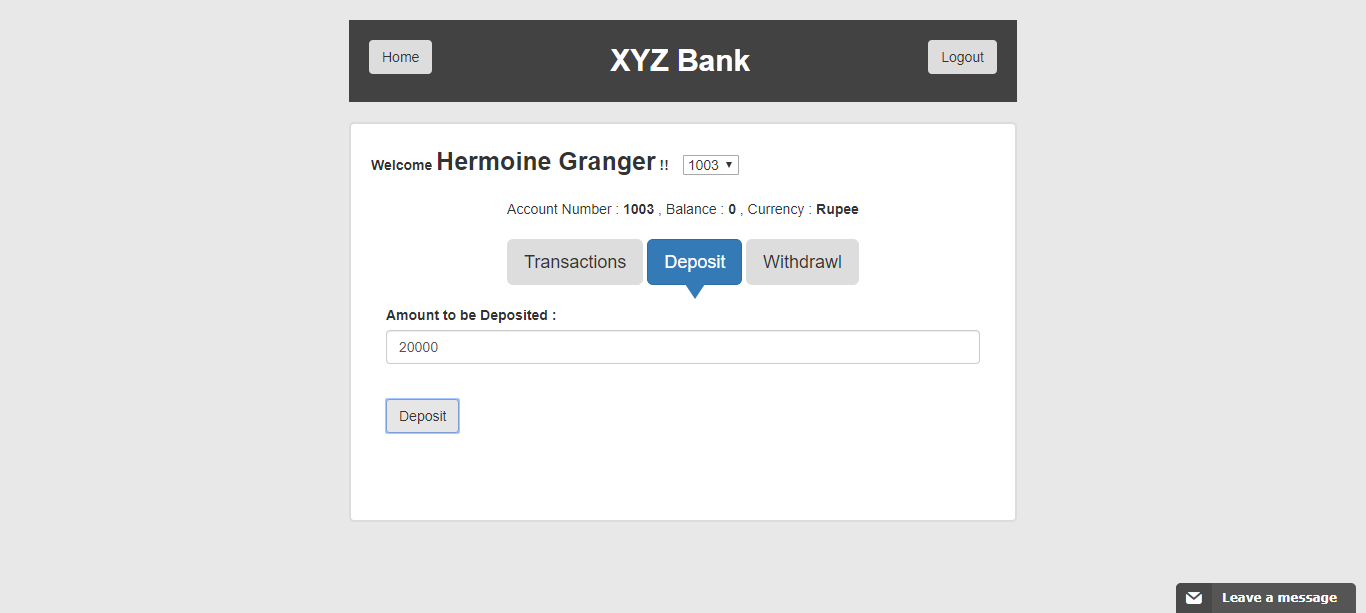 Home XYZ Bank Logout
Welcome Hermoine Granger !! 1003
Account Number : 1003 , Balance : 0 , Currency : Rupee
Transactions Deposit Withdrawl
Amount to be Deposited :
20000
Deposit
Leave a message